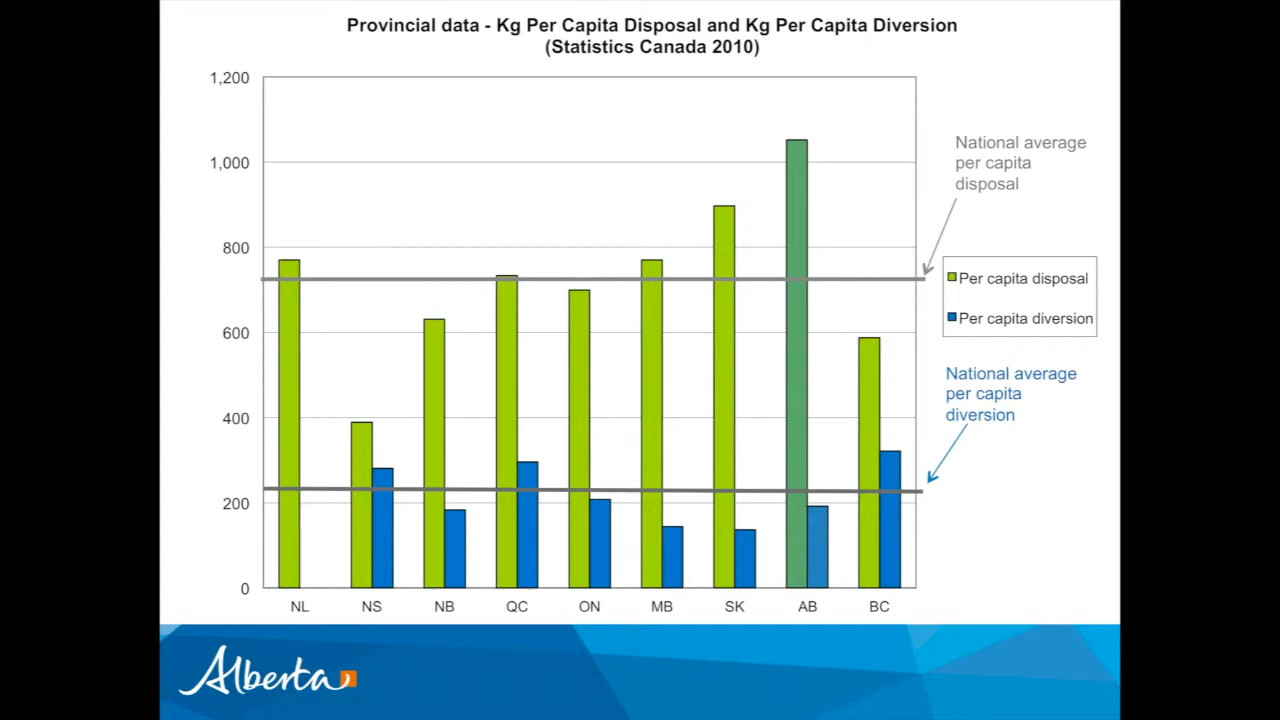 Provincial data - Kg Per Capita Disposal and Kg Per Capita Diversion
(Statistics Canada 2010)
1,200
1,000
800
600
400
200
0
NL NS NB QC ON MB SK AB BC
National average
per capita
disposal
Per capita disposal
Per capita diversion
National average
per capita
diversion
Alberta